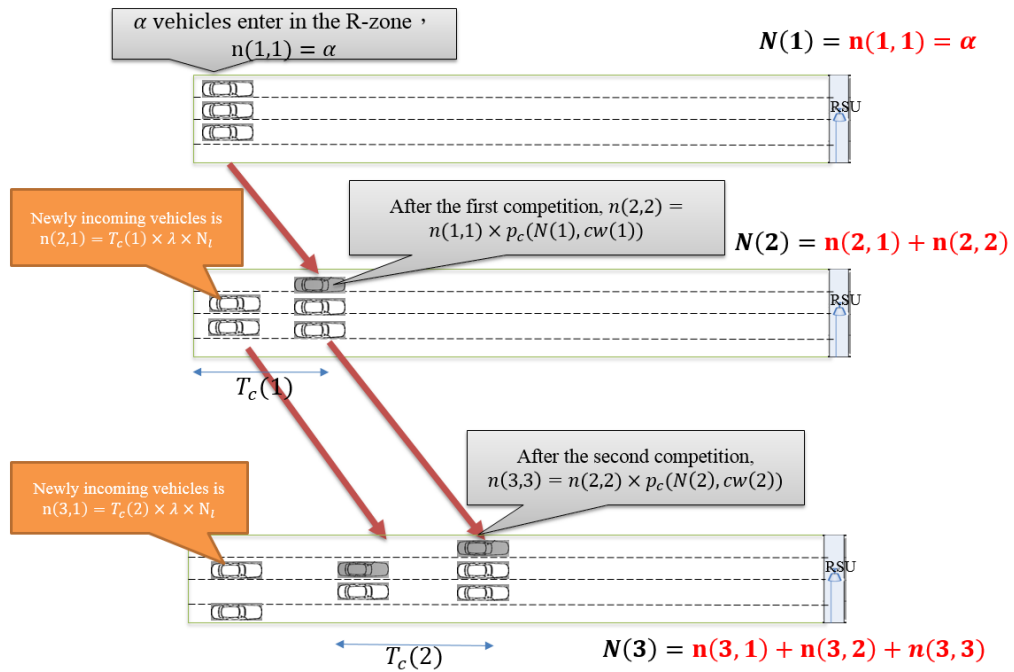 α vehicles enter in the R-zone ,
n(1,1) = α
N(1) = n(1,1) = α
RSU
Newly incoming vehicles is
n(2,1) = T_c(1) × λ × N_l
After the first competition, n(2,2) =
n(1,1) × p_c(N(1), cw(1))
N(2) = n(2,1) + n(2,2)
RSU
T_c(1)
Newly incoming vehicles is
n(3,1) = T_c(2) × λ × N_l
After the second competition,
n(3,3) = n(2,2) × p_c(N(2), cw(2))
RSU
T_c(2)
N(3) = n(3,1) + n(3,2) + n(3,3)